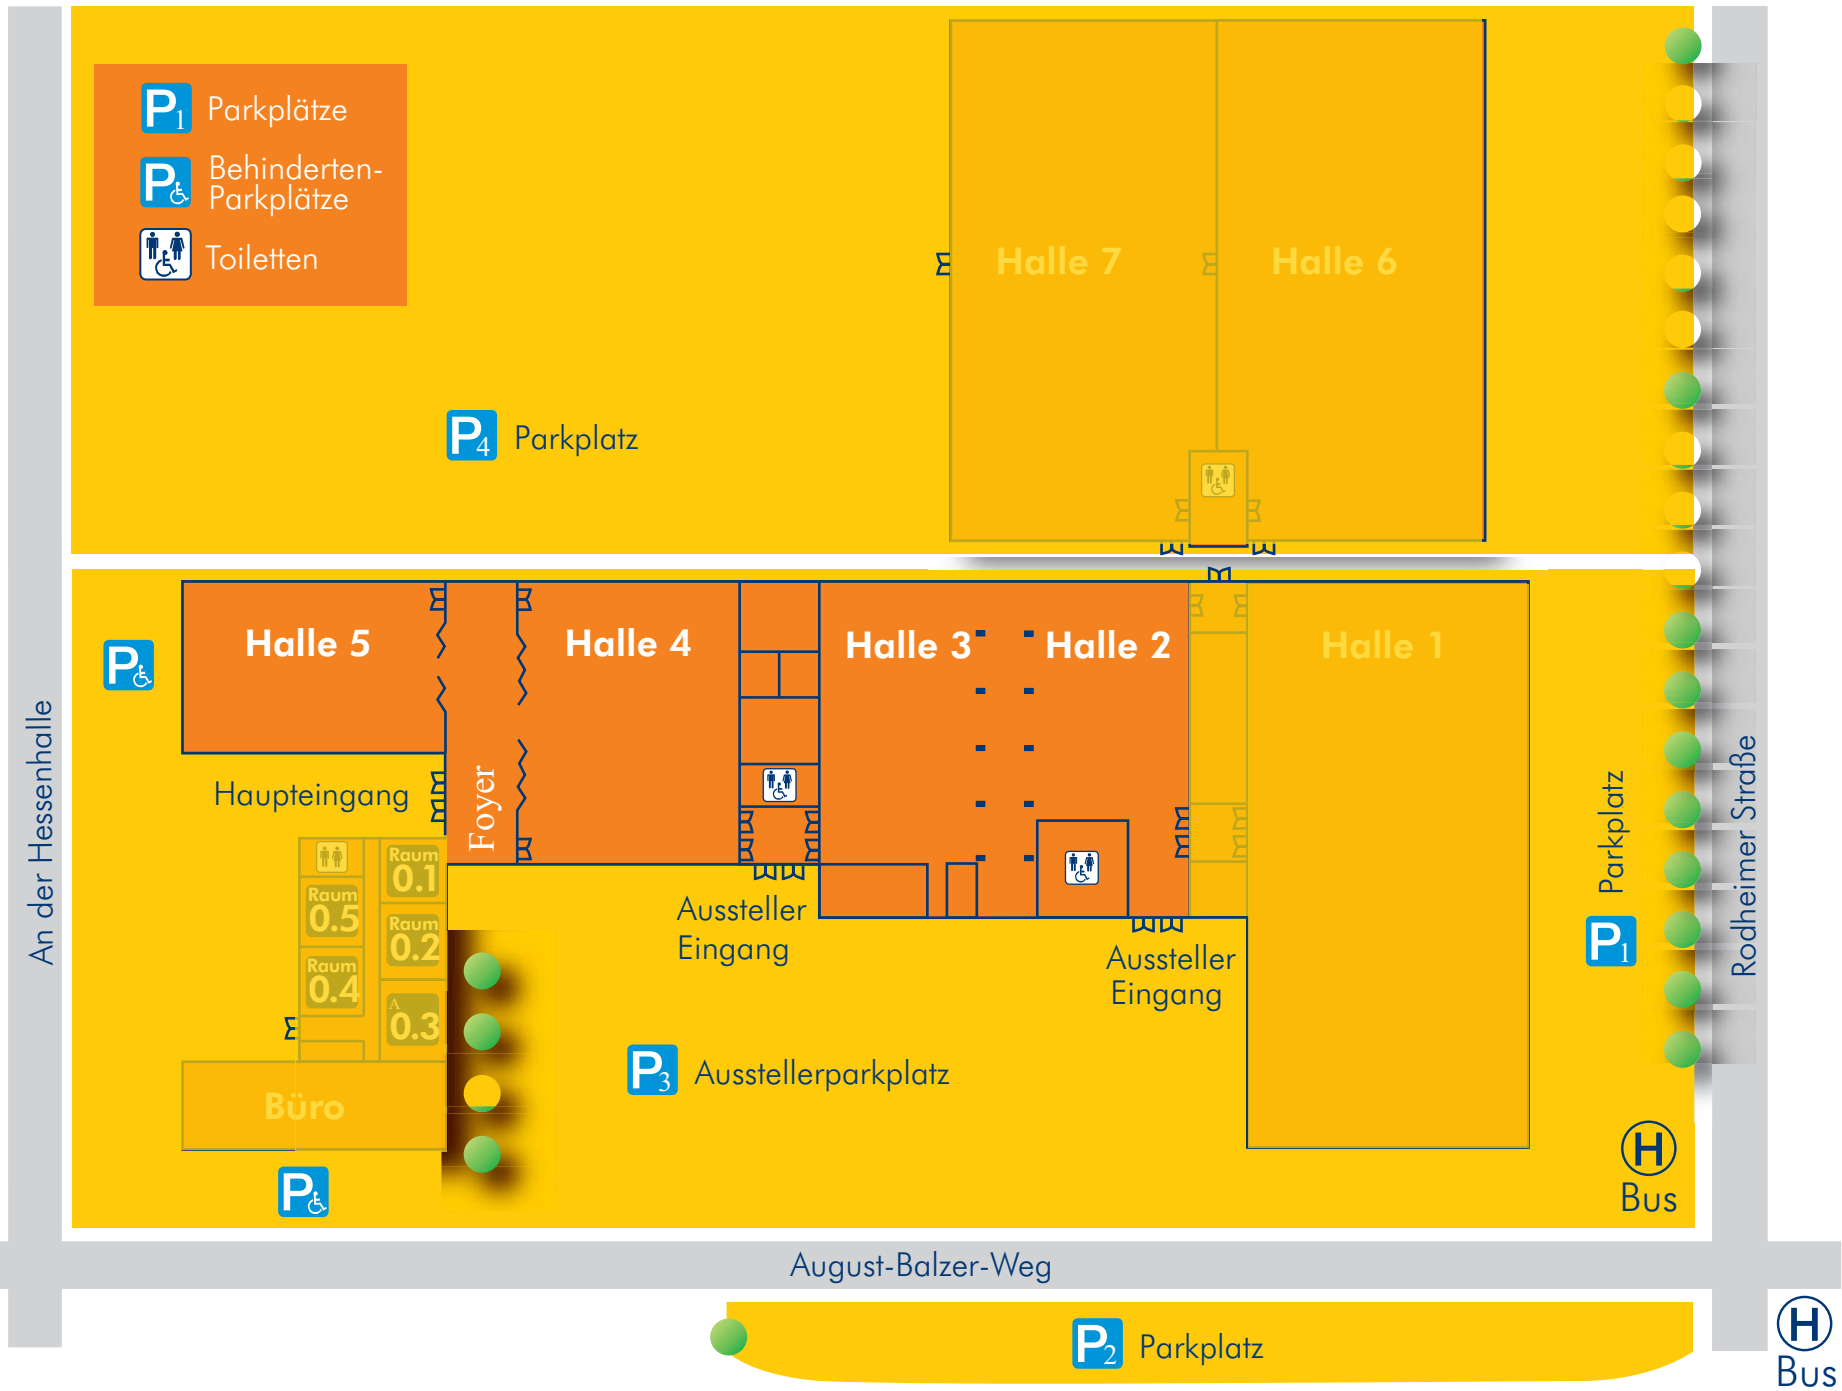 P1 Parkplätze
P Behinderten-
Parkplätze
Toiletten
Halle 7
Halle 6
P4 Parkplatz
Halle 5
Halle 4
Halle 3
Halle 2
Halle 1
P
An der Hessenhalle
Haupteingang
Foyer
Parkplatz
P1
Rodheimer Straße
Raum
0.1
Raum
0.5
Raum
0.2
Raum
0.4
A
0.3
Aussteller
Eingang
Aussteller
Eingang
P3 Ausstellerparkplatz
Büro
P
H
Bus
August-Balzer-Weg
P2 Parkplatz
H
Bus